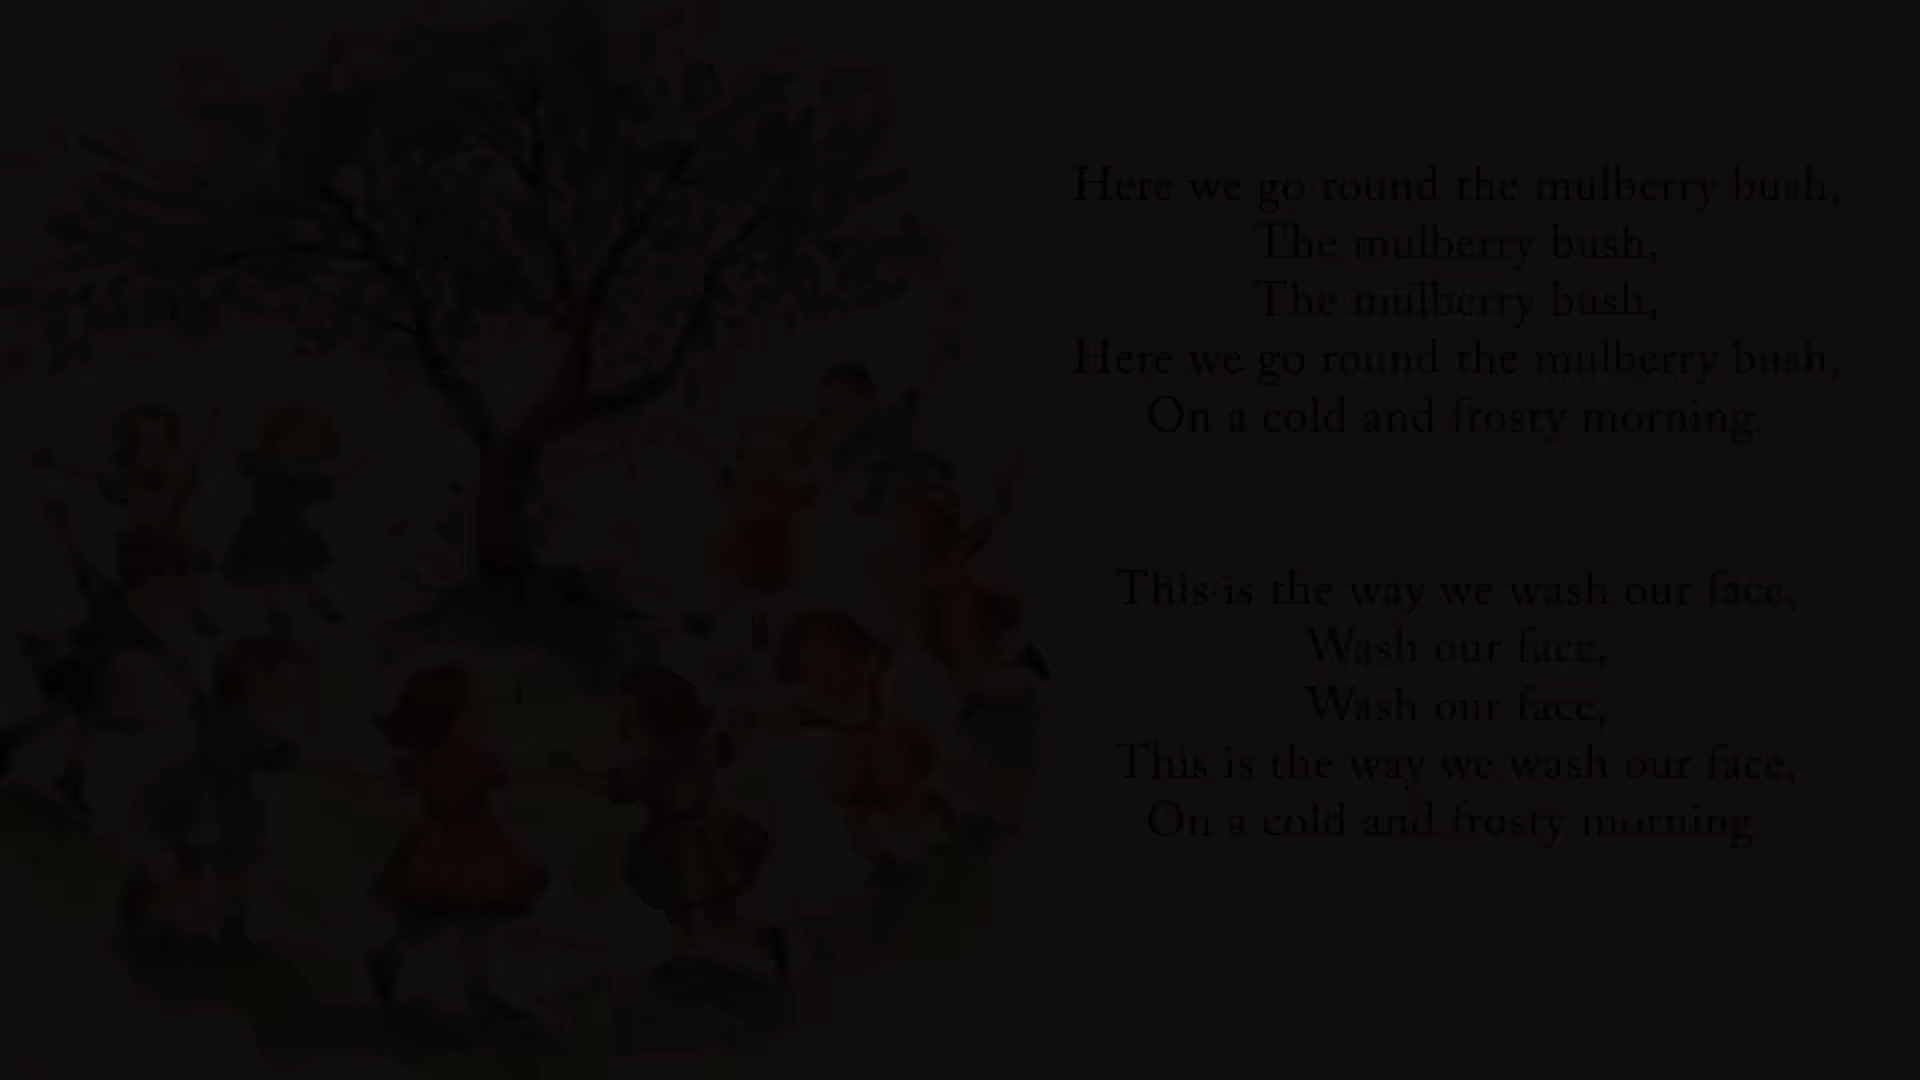 Here we go round the mulberry bush,
The mulberry bush,
The mulberry bush,
Here we go round the mulberry bush,
On a cold and frosty morning.
This is the way we wash our face,
Wash our face,
Wash our face,
This is the way we wash our face,
On a cold and frosty morning